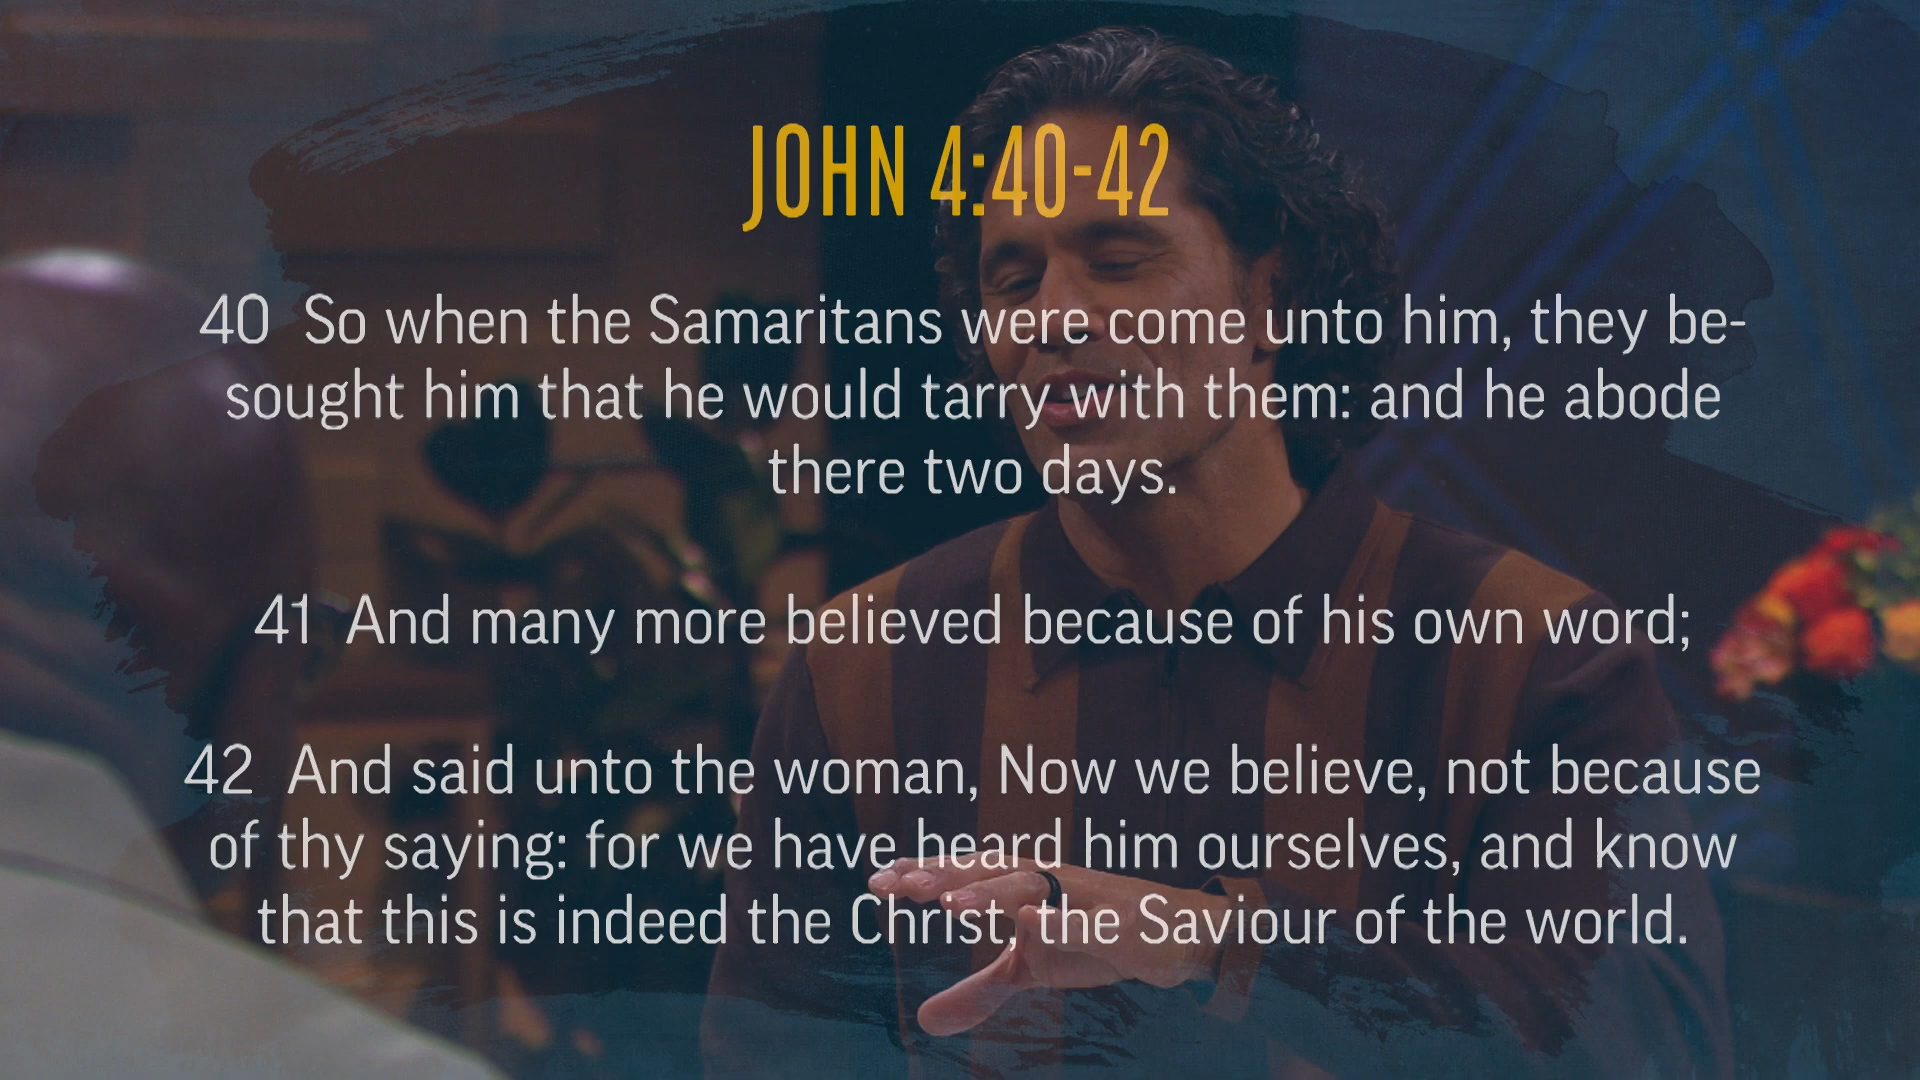 JOHN 4:40-42
40 So when the Samaritans were come unto him, they be-
sought him that he would tarry with them: and he abode
there two days.
41 And many more believed because of his own word;
42 And said unto the woman, Now we believe, not because
of thy saying: for we have heard him ourselves, and know
that this is indeed the Christ, the Saviour of the world.